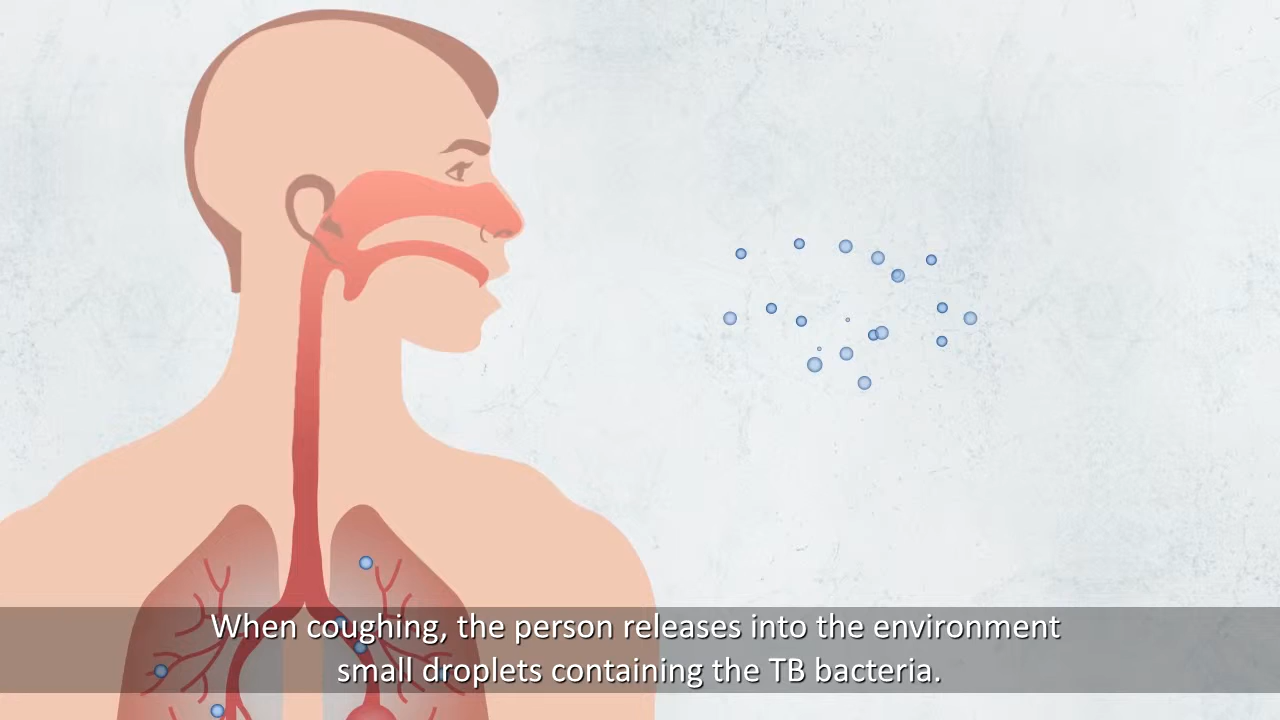 When coughing, the person releases into the environment
small droplets containing the TB bacteria.